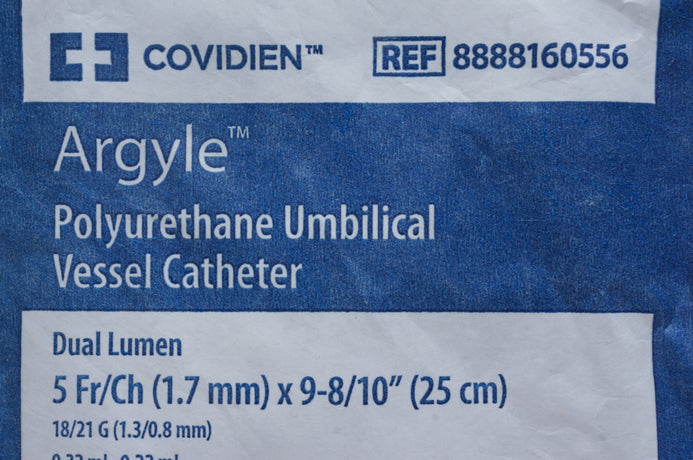 COVIDIEN™ REF 8888160556
Argyle™
Polyurethane Umbilical
Vessel Catheter
Dual Lumen
5 Fr/Ch (1.7 mm) x 9-8/10” (25 cm)
18/21 G (1.3/0.8 mm)